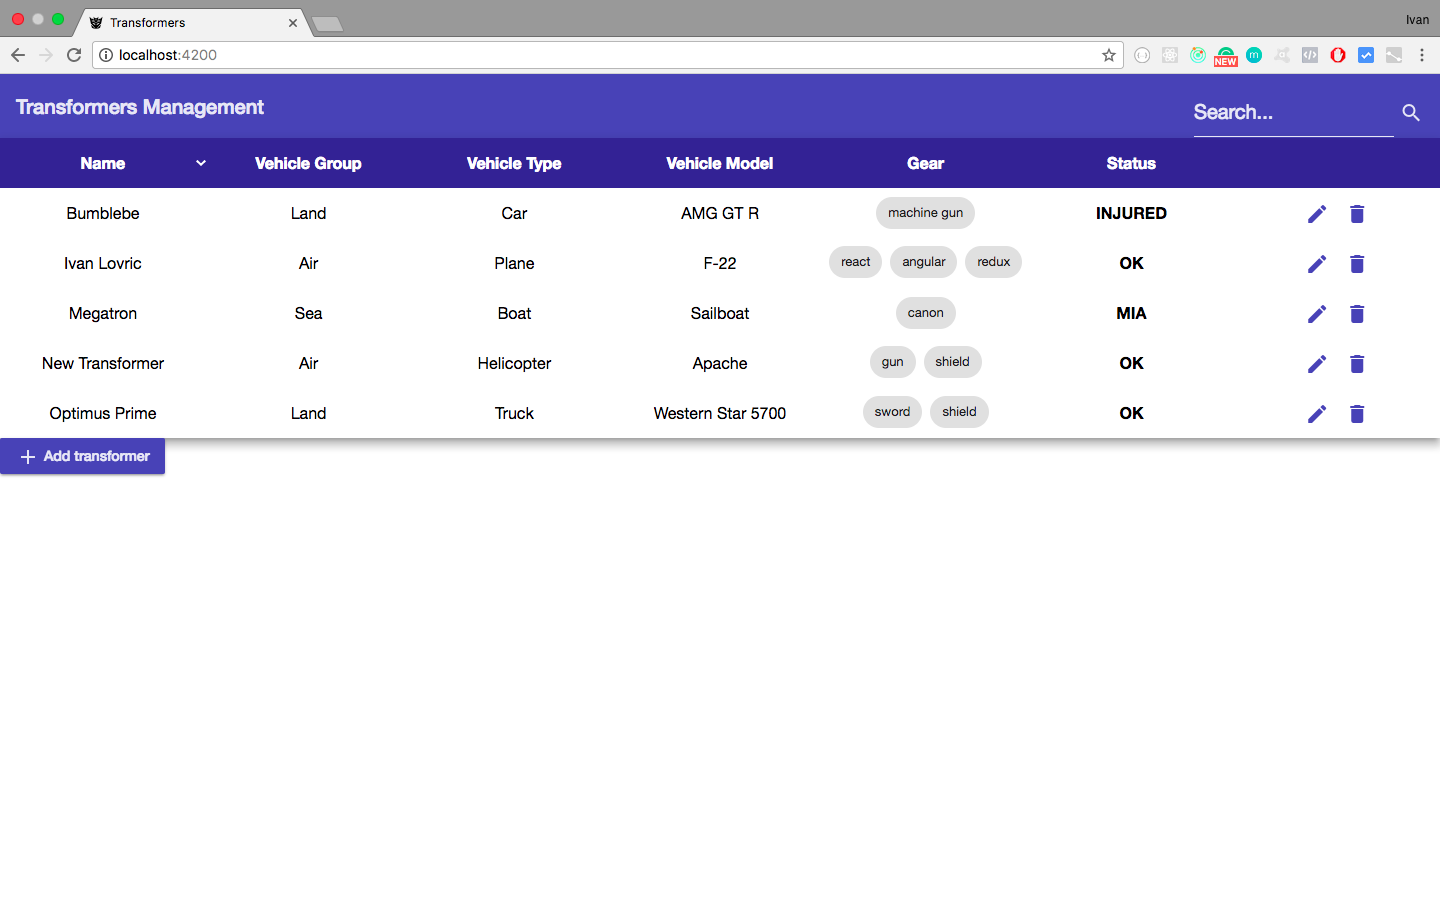 Transformers
Ivan
localhost:4200
NEW
m
Transformers Management
Search...
Name Vehicle Group Vehicle Type Vehicle Model Gear Status
Bumblebe Land Car AMG GT R machine gun INJURED
Ivan Lovric Air Plane F-22 react angular redux OK
Megatron Sea Boat Sailboat canon MIA
New Transformer Air Helicopter Apache gun shield OK
Optimus Prime Land Truck Western Star 5700 sword shield OK
Add transformer